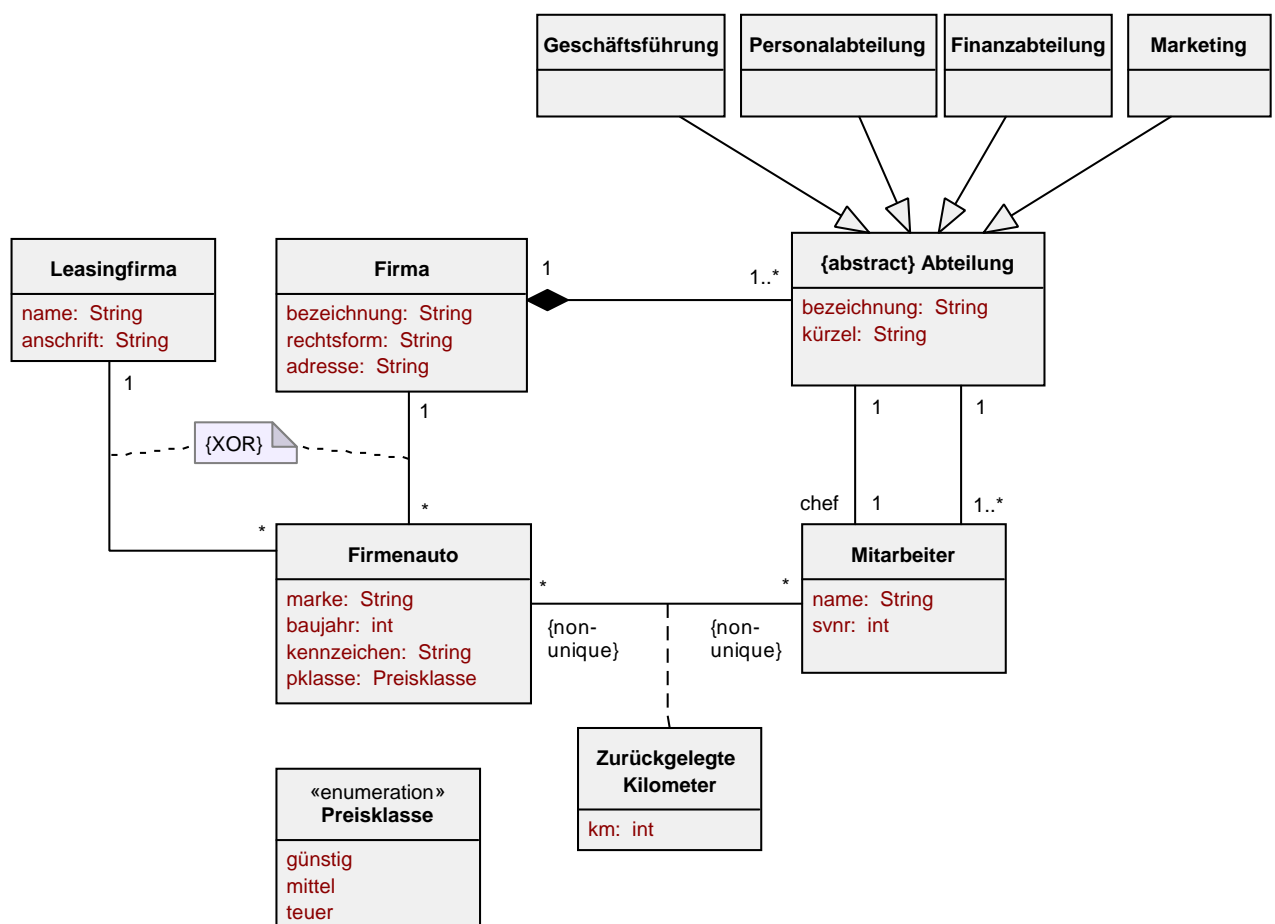 Geschäftsführung
Personalabteilung
Finanzabteilung
Marketing
Leasingfirma
name: String
anschrift: String
1
*
Firma
bezeichnung: String
rechtsform: String
adresse: String
1
1..*
{abstract} Abteilung
bezeichnung: String
kürzel: String
1
*
{XOR}
1
1
chef
1
1..*
Firmenauto
marke: String
baujahr: int
kennzeichen: String
pklasse: Preisklasse
*
{non-
unique}
*
{non-
unique}
Mitarbeiter
name: String
svnr: int
Zurückgelegte
Kilometer
km: int
«enumeration»
Preisklasse
günstig
mittel
teuer